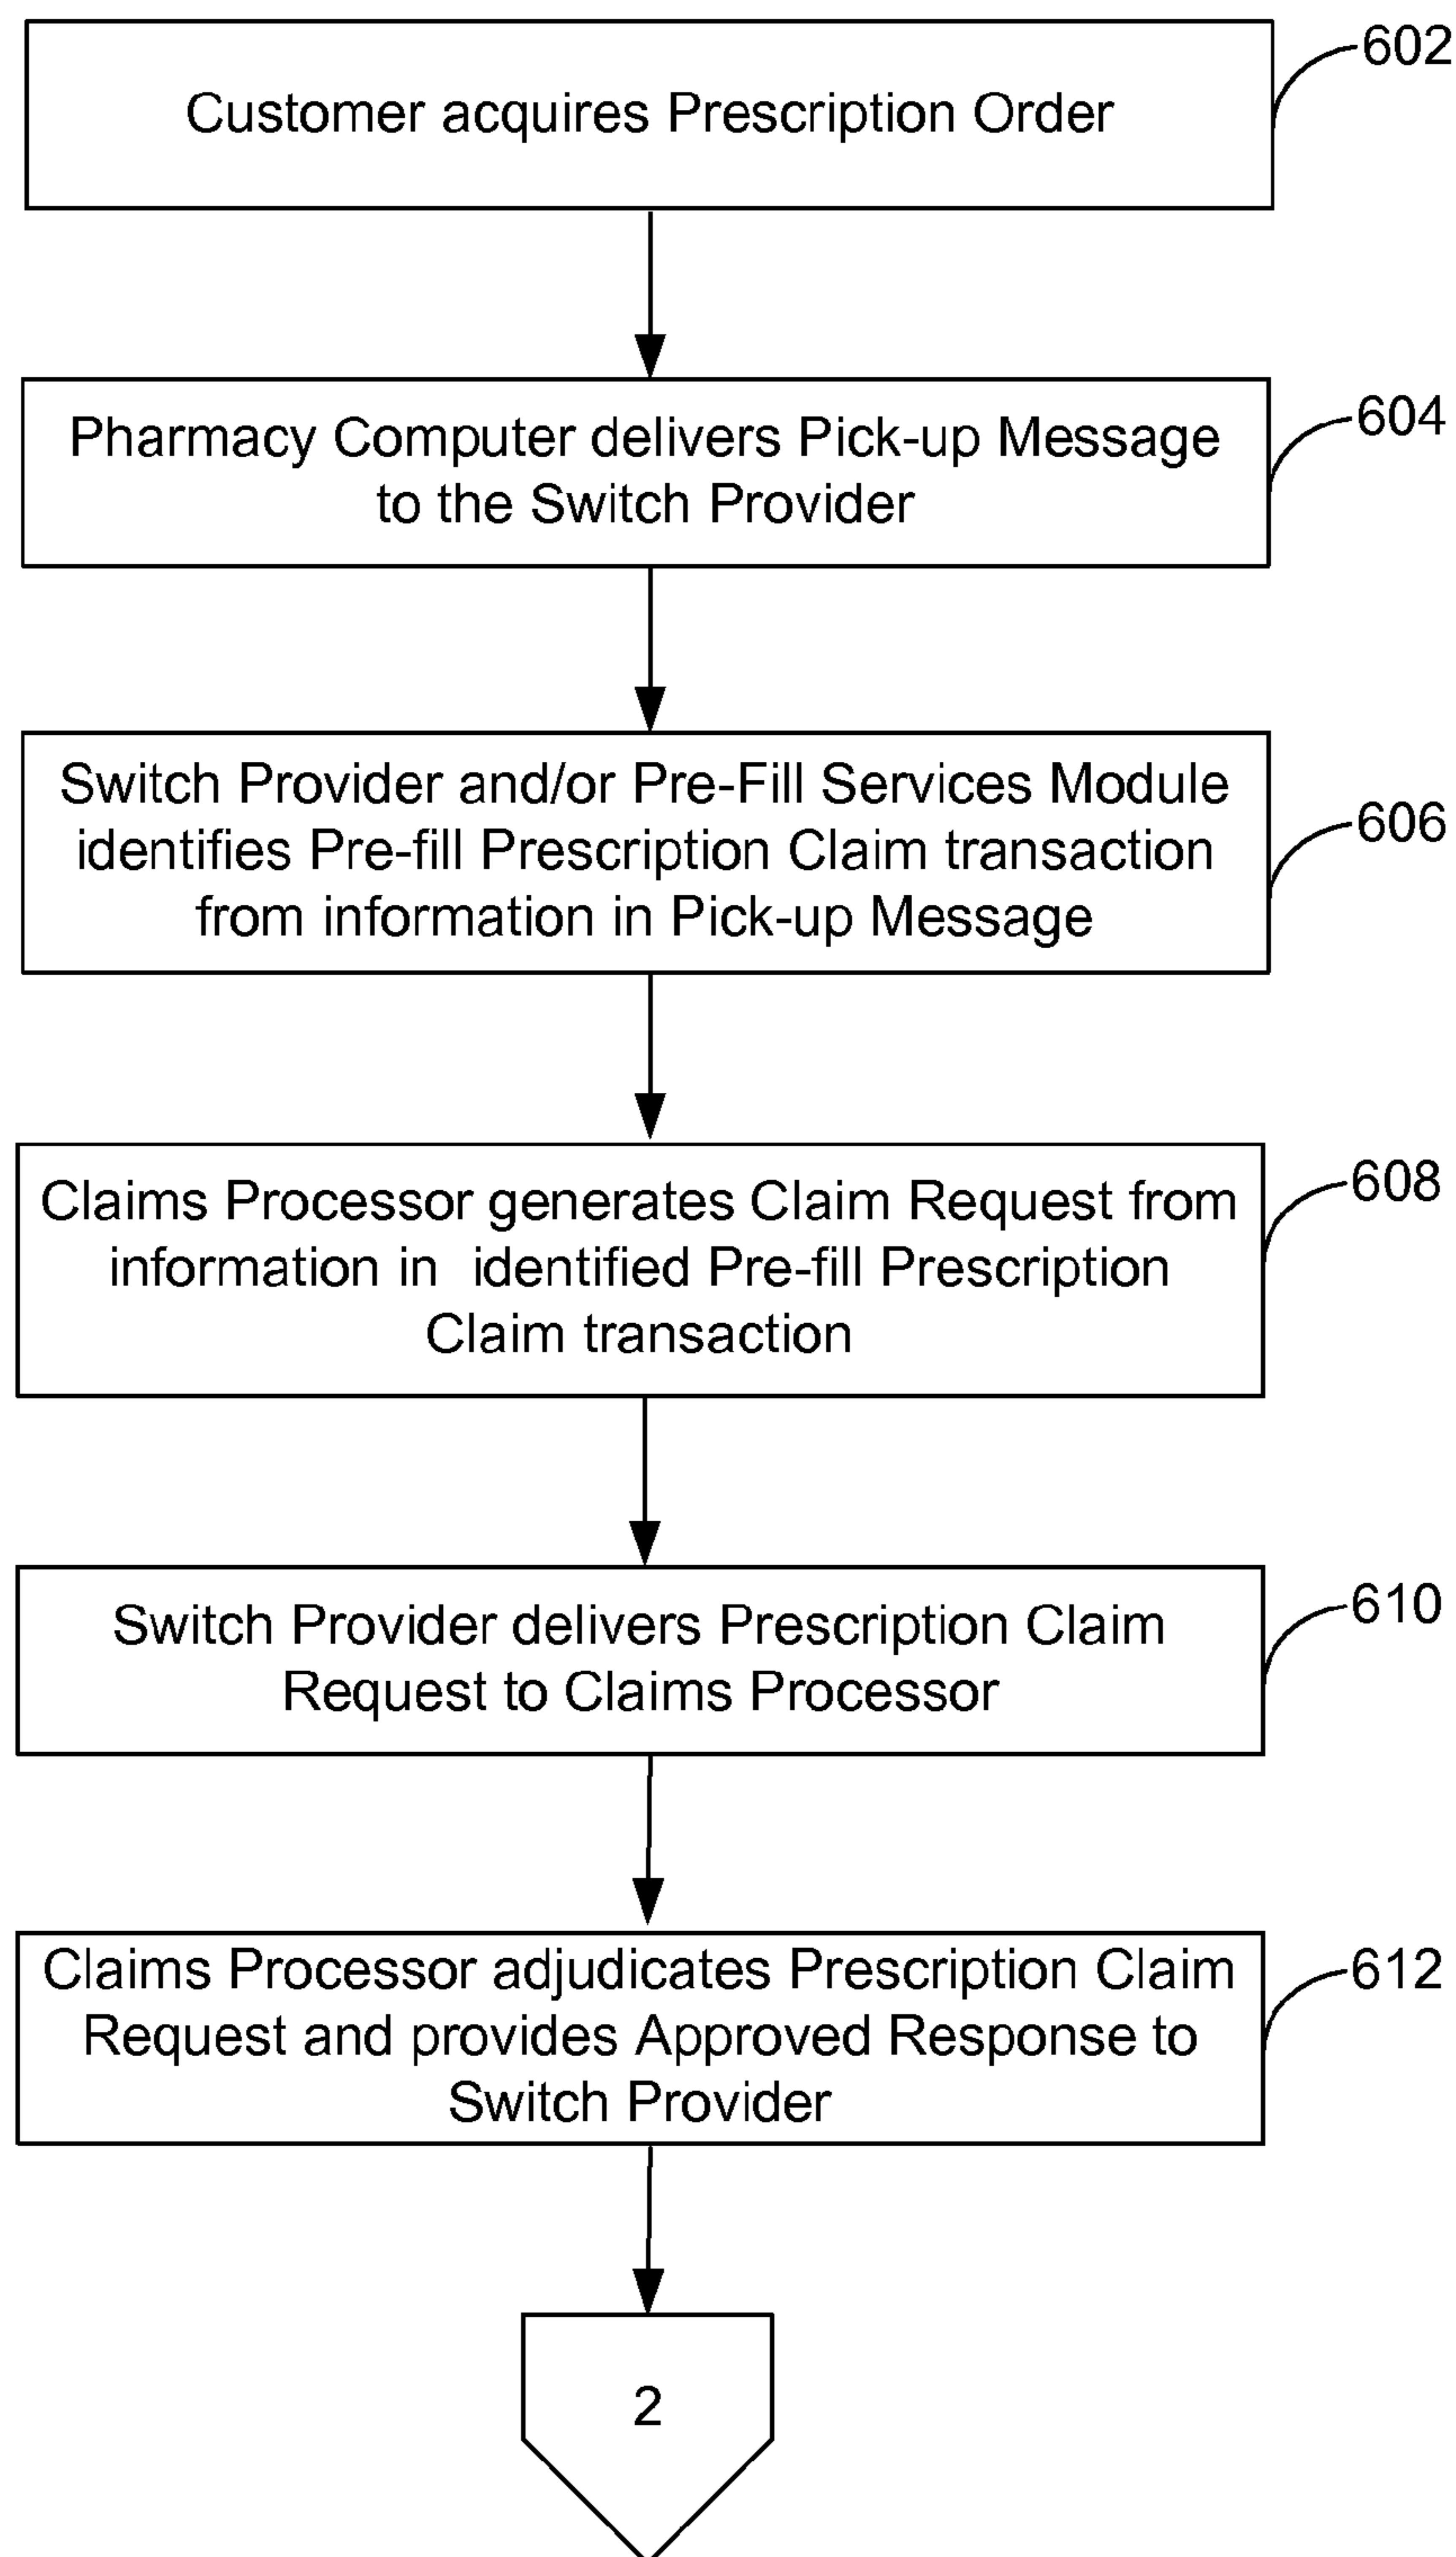 Customer acquires Prescription Order
602
Pharmacy Computer delivers Pick-up Message
to the Switch Provider
604
Switch Provider and/or Pre-Fill Services Module
identifies Pre-fill Prescription Claim transaction
from information in Pick-up Message
606
Claims Processor generates Claim Request from
information in  identified Pre-fill Prescription
Claim transaction
608
Switch Provider delivers Prescription Claim
Request to Claims Processor
610
Claims Processor adjudicates Prescription Claim
Request and provides Approved Response to
Switch Provider
612
2